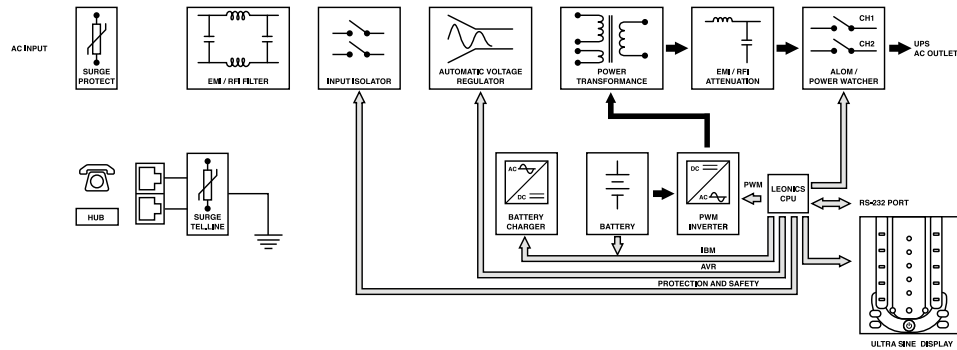 AC INPUT
SURGE
PROTECT
EMI / RFI FILTER
INPUT ISOLATOR
AUTOMATIC VOLTAGE
REGULATOR
POWER
TRANSFORMANCE
EMI / RFI
ATTENUATION
CH1
CH2
ALOM /
POWER WATCHER
UPS
AC OUTLET
HUB
SURGE
TEL.LINE
AC
DC
BATTERY
CHARGER
BATTERY
DC
AC
PWM
INVERTER
PWM
LEONICS
CPU
RS-232 PORT
IBM
AVR
PROTECTION AND SAFETY
ULTRA SINE DISPLAY